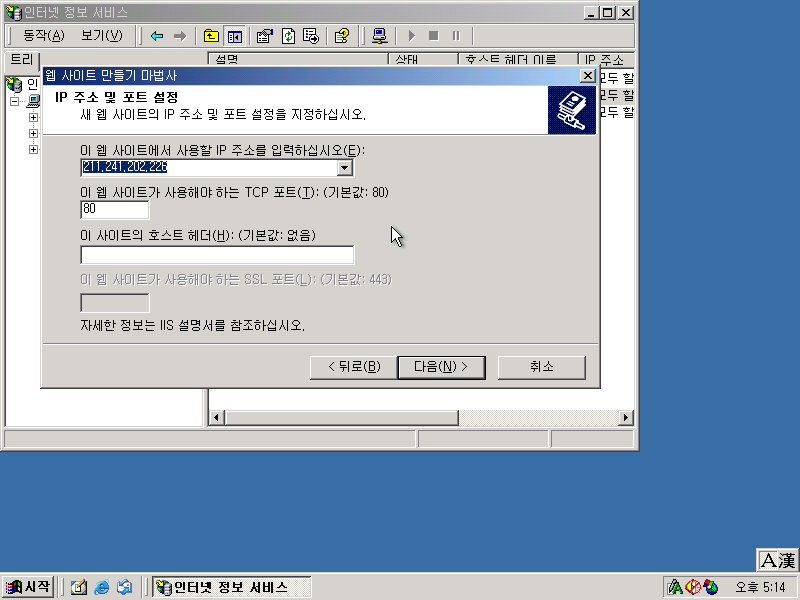 인터넷 정보 서비스
동작(A) 보기(V)
트리
설명 상태 호스트 헤더 이름 IP 주소
인
모두 할
모두 할
모두 할
웹 사이트 만들기 마법사
IP 주소 및 포트 설정
새 웹 사이트의 IP 주소 및 포트 설정을 지정하십시오.
이 웹 사이트에서 사용할 IP 주소를 입력하십시오(E):
211.241.202.226
이 웹 사이트가 사용해야 하는 TCP 포트(T): (기본값: 80)
80
이 사이트의 호스트 헤더(H): (기본값: 없음)
이 웹 사이트가 사용해야 하는 SSL 포트(L): (기본값: 443)
자세한 정보는 IIS 설명서를 참조하십시오.
< 뒤로(B) 다음(N) > 취소
A漢
시작 인터넷 정보 서비스 오후 5:14